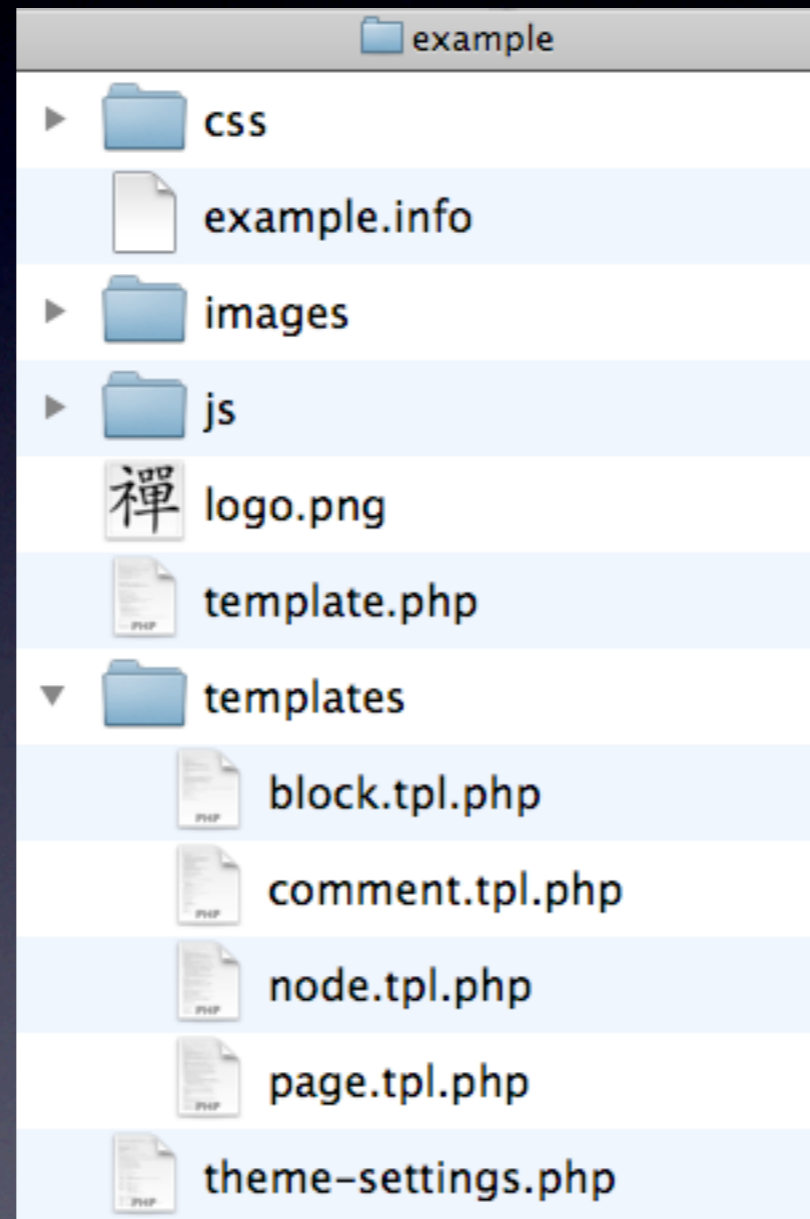 example
css
example.info
images
js
禪
logo.png
template.php
templates
block.tpl.php
comment.tpl.php
node.tpl.php
page.tpl.php
theme-settings.php